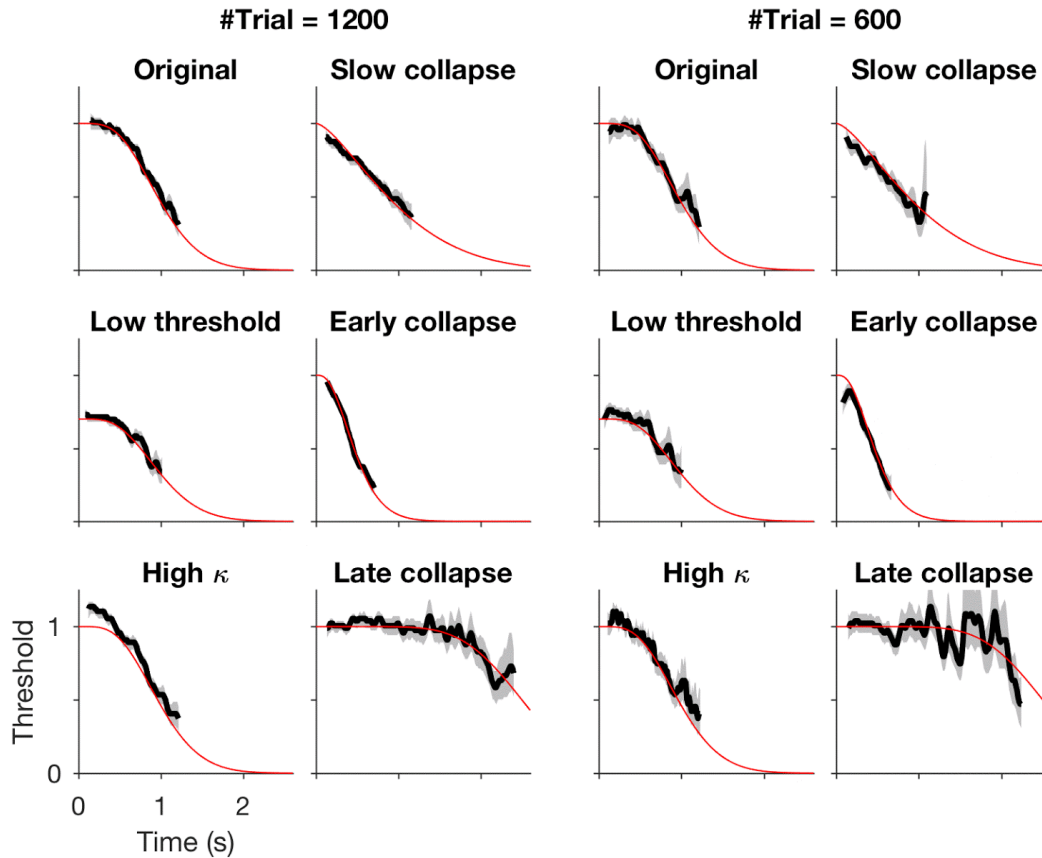 #Trial = 1200
#Trial = 600
Original
Slow collapse
Original
Slow collapse
Low threshold
Early collapse
Low threshold
Early collapse
High κ
Late collapse
High κ
Late collapse
Threshold
1
0
0
1
2
Time (s)